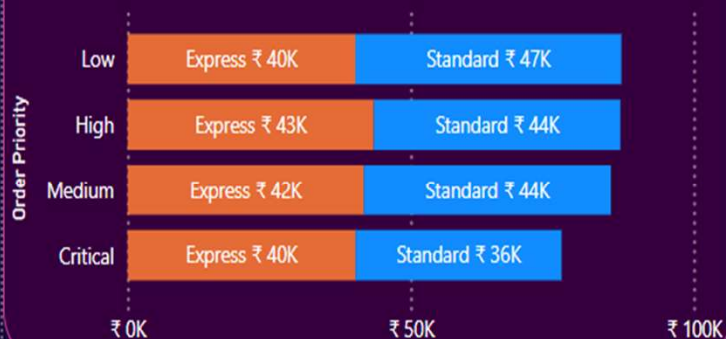 Order Priority
Low Express ₹ 40K Standard ₹ 47K
High Express ₹ 43K Standard ₹ 44K
Medium Express ₹ 42K Standard ₹ 44K
Critical Express ₹ 40K Standard ₹ 36K
₹ 0K ₹ 50K ₹ 100K